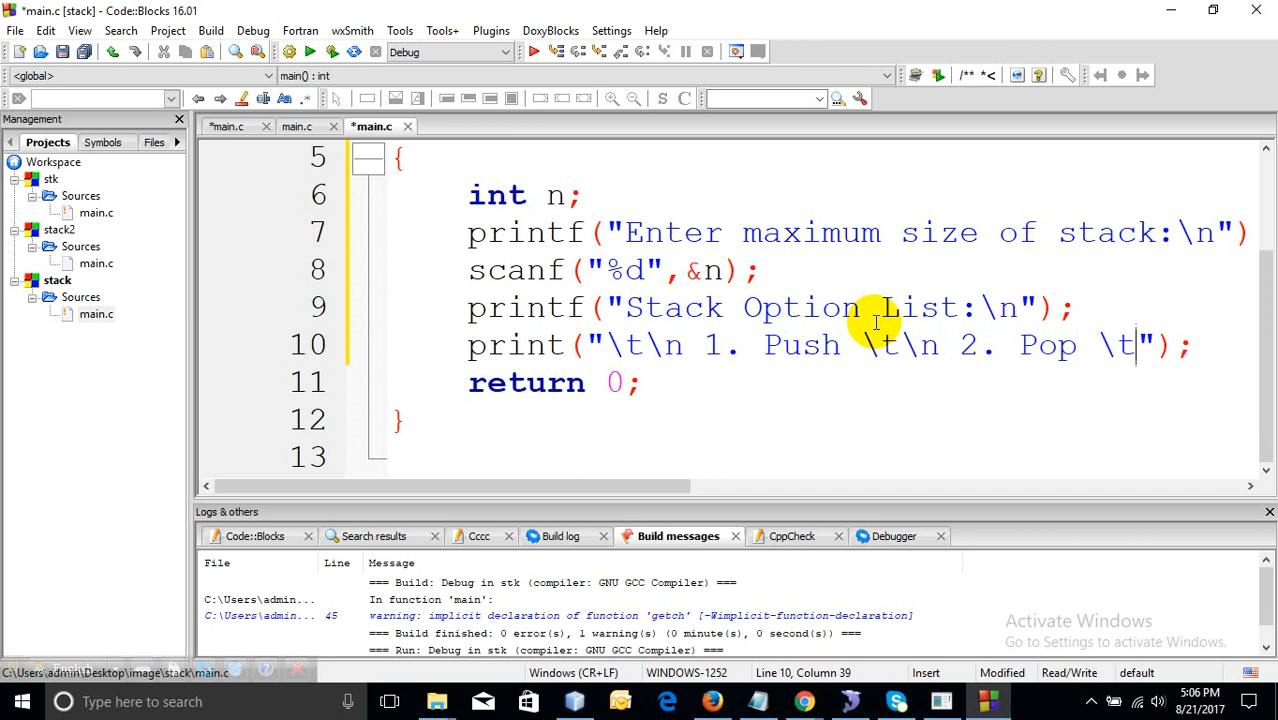 *main.c [stack] - Code::Blocks 16.01
File Edit View Search Project Build Debug Fortran wxSmith Tools Tools+ Plugins DoxyBlocks Settings Help
Debug
<global> main() : int /** *<
Aa .* S C
Management
Projects Symbols Files
*main.c main.c *main.c
Workspace
stk
Sources
main.c
stack2
Sources
main.c
stack
Sources
main.c
5 {
6 int n;
7 printf("Enter maximum size of stack:\n")
8 scanf("%d",&n);
9 printf("Stack Option List:\n");
10 print("\t\n 1. Push \t\n 2. Pop \t");
11 return 0;
12 }
13
Logs & others
Code::Blocks Search results Cccc Build log Build messages CppCheck Debugger
File Line Message
=== Build: Debug in stk (compiler: GNU GCC Compiler) ===
C:\Users\admin... In function 'main':
C:\Users\admin... 45 warning: implicit declaration of function 'getch' [-Wimplicit-function-declaration]
=== Build finished: 0 error(s), 1 warning(s) (0 minute(s), 0 second(s)) ===
=== Run: Debug in stk (compiler: GNU GCC Compiler) ===
Activate Windows
Go to Settings to activate Windows.
C:\Users\admin\Desktop\image\stack\main.c Windows (CR+LF) WINDOWS-1252 Line 10, Column 39 Insert Modified Read/Write default
Type here to search
5:06 PM
8/21/2017